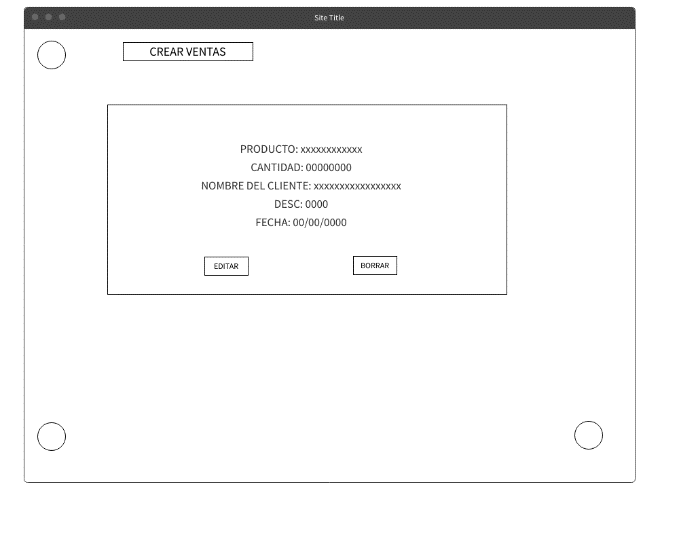 Site Title
CREAR VENTAS
PRODUCTO: xxxxxxxxxxxx
CANTIDAD: 00000000
NOMBRE DEL CLIENTE: xxxxxxxxxxxxxxxxx
DESC: 0000
FECHA: 00/00/0000
EDITAR
BORRAR